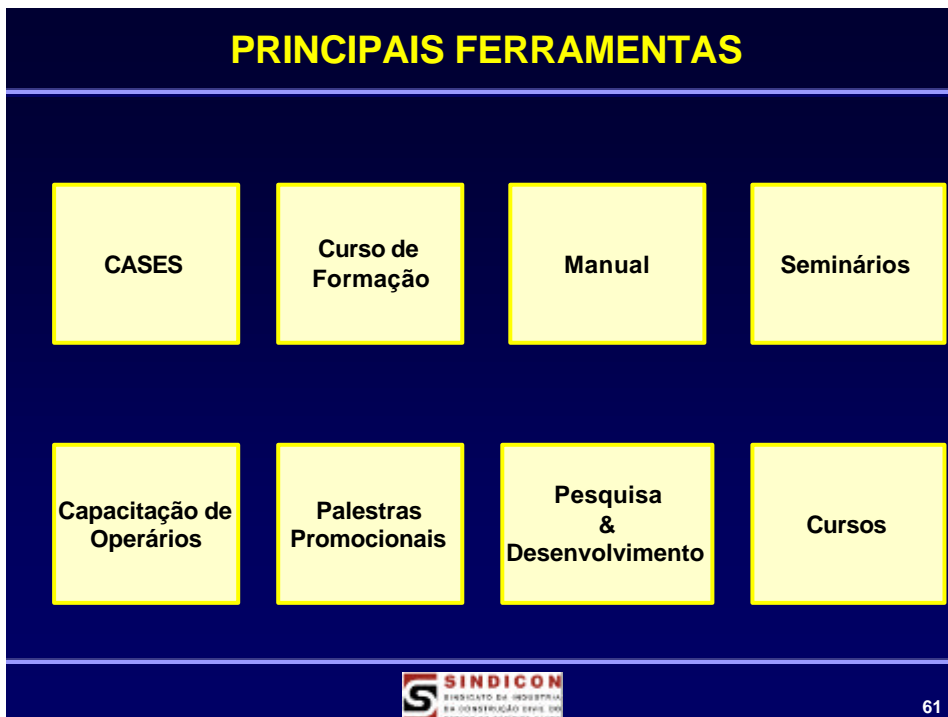 PRINCIPAIS FERRAMENTAS
CASES
Curso de
Formação
Manual
Seminários
Capacitação de
Operários
Palestras
Promocionais
Pesquisa
&
Desenvolvimento
Cursos
SINDICON
SINDICATO DA INDUSTRIA
DA CONSTRUÇÃO CIVIL DO
61